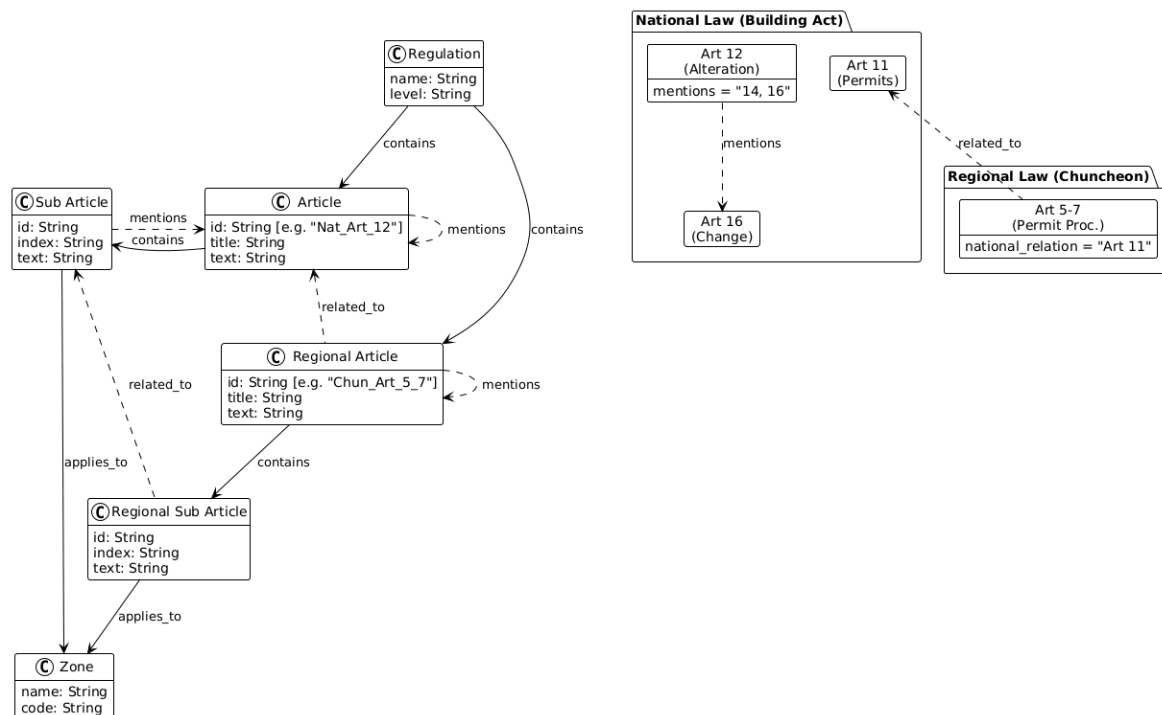 Regulation
name: String
level: String
contains
contains
Sub Article
id: String
index: String
text: String
mentions
contains
Article
id: String [e.g. "Nat_Art_12"]
title: String
text: String
mentions
related_to
Regional Article
id: String [e.g. "Chun_Art_5_7"]
title: String
text: String
mentions
related_to
applies_to
contains
Regional Sub Article
id: String
index: String
text: String
applies_to
Zone
name: String
code: String
National Law (Building Act)
Art 12
(Alteration)
mentions = "14, 16"
Art 11
(Permits)
mentions
related_to
Art 16
(Change)
Regional Law (Chuncheon)
Art 5-7
(Permit Proc.)
national_relation = "Art 11"